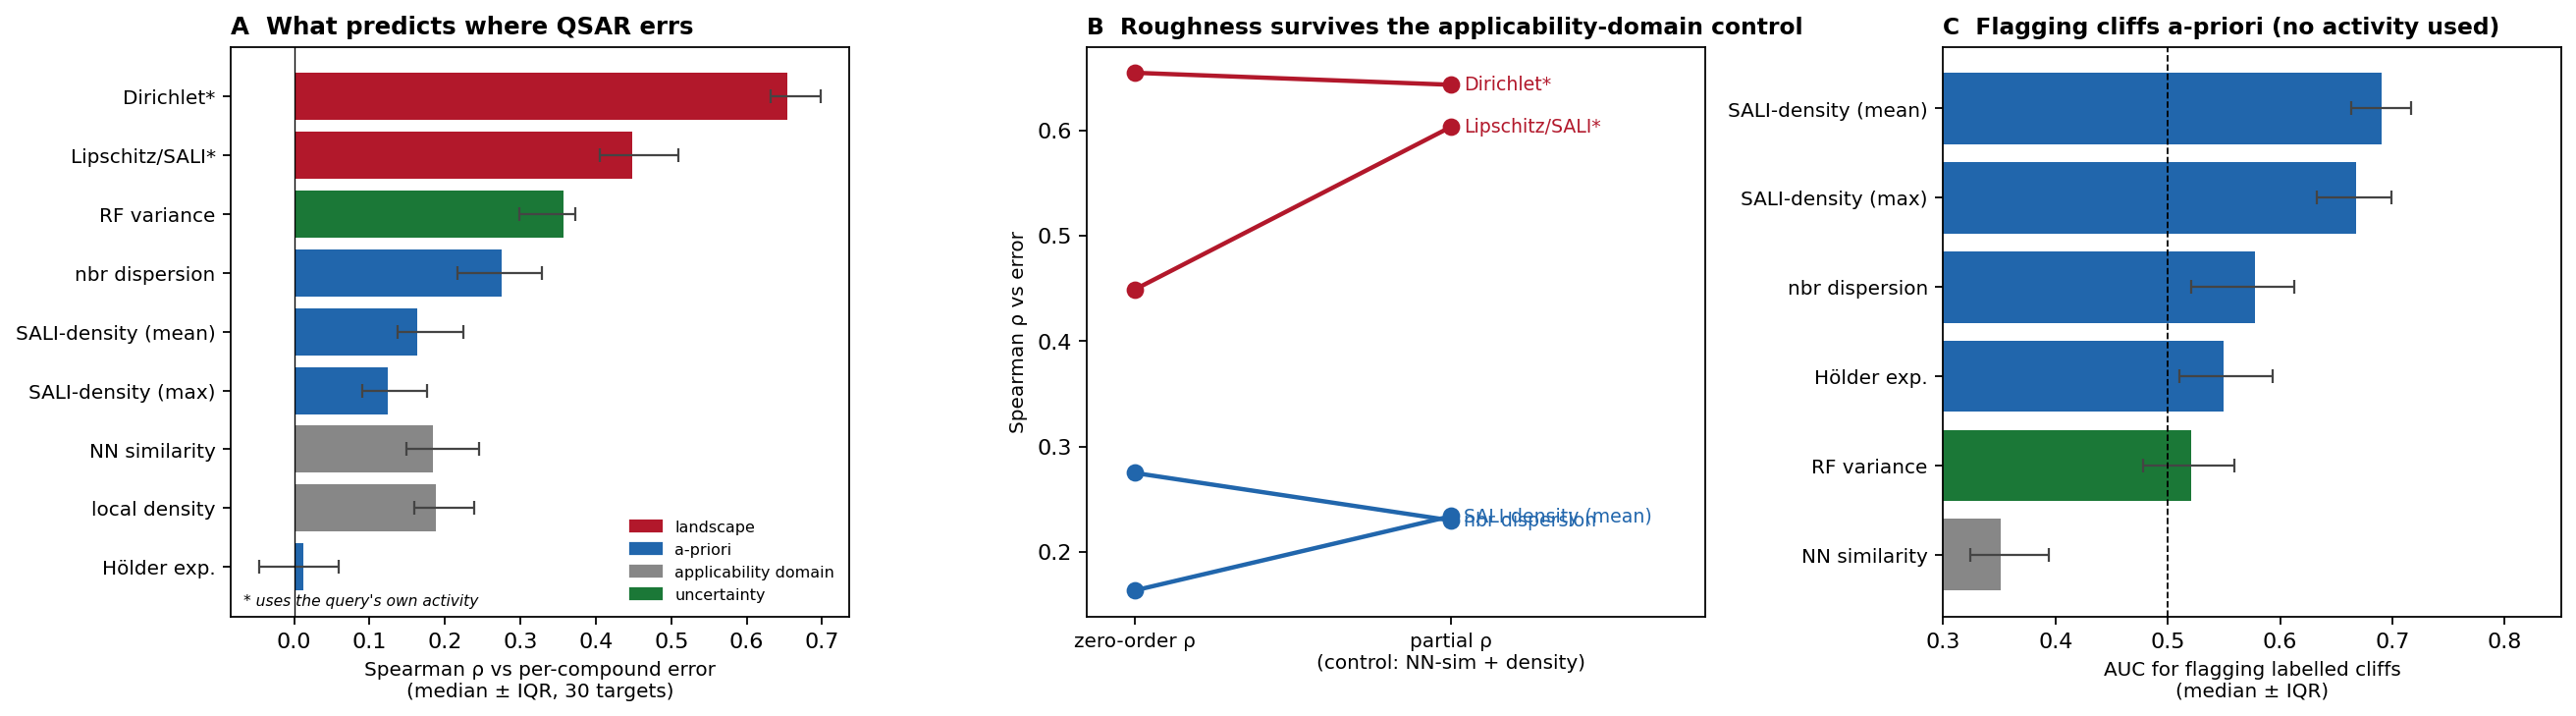 A  What predicts where QSAR errs
Dirichlet*
Lipschitz/SALI*
RF variance
nbr dispersion
SALI-density (mean)
SALI-density (max)
NN similarity
local density
Hölder exp.
landscape
a-priori
applicability domain
uncertainty
* uses the query's own activity
0.0 0.1 0.2 0.3 0.4 0.5 0.6 0.7
Spearman ρ vs per-compound error
(median ± IQR, 30 targets)
B  Roughness survives the applicability-domain control
Spearman ρ vs error
0.6
0.5
0.4
0.3
0.2
Dirichlet*
Lipschitz/SALI*
SALI-density (mean)
nbr dispersion
zero-order ρ
partial ρ
(control: NN-sim + density)
C  Flagging cliffs a-priori (no activity used)
SALI-density (mean)
SALI-density (max)
nbr dispersion
Hölder exp.
RF variance
NN similarity
0.3 0.4 0.5 0.6 0.7 0.8
AUC for flagging labelled cliffs
(median ± IQR)